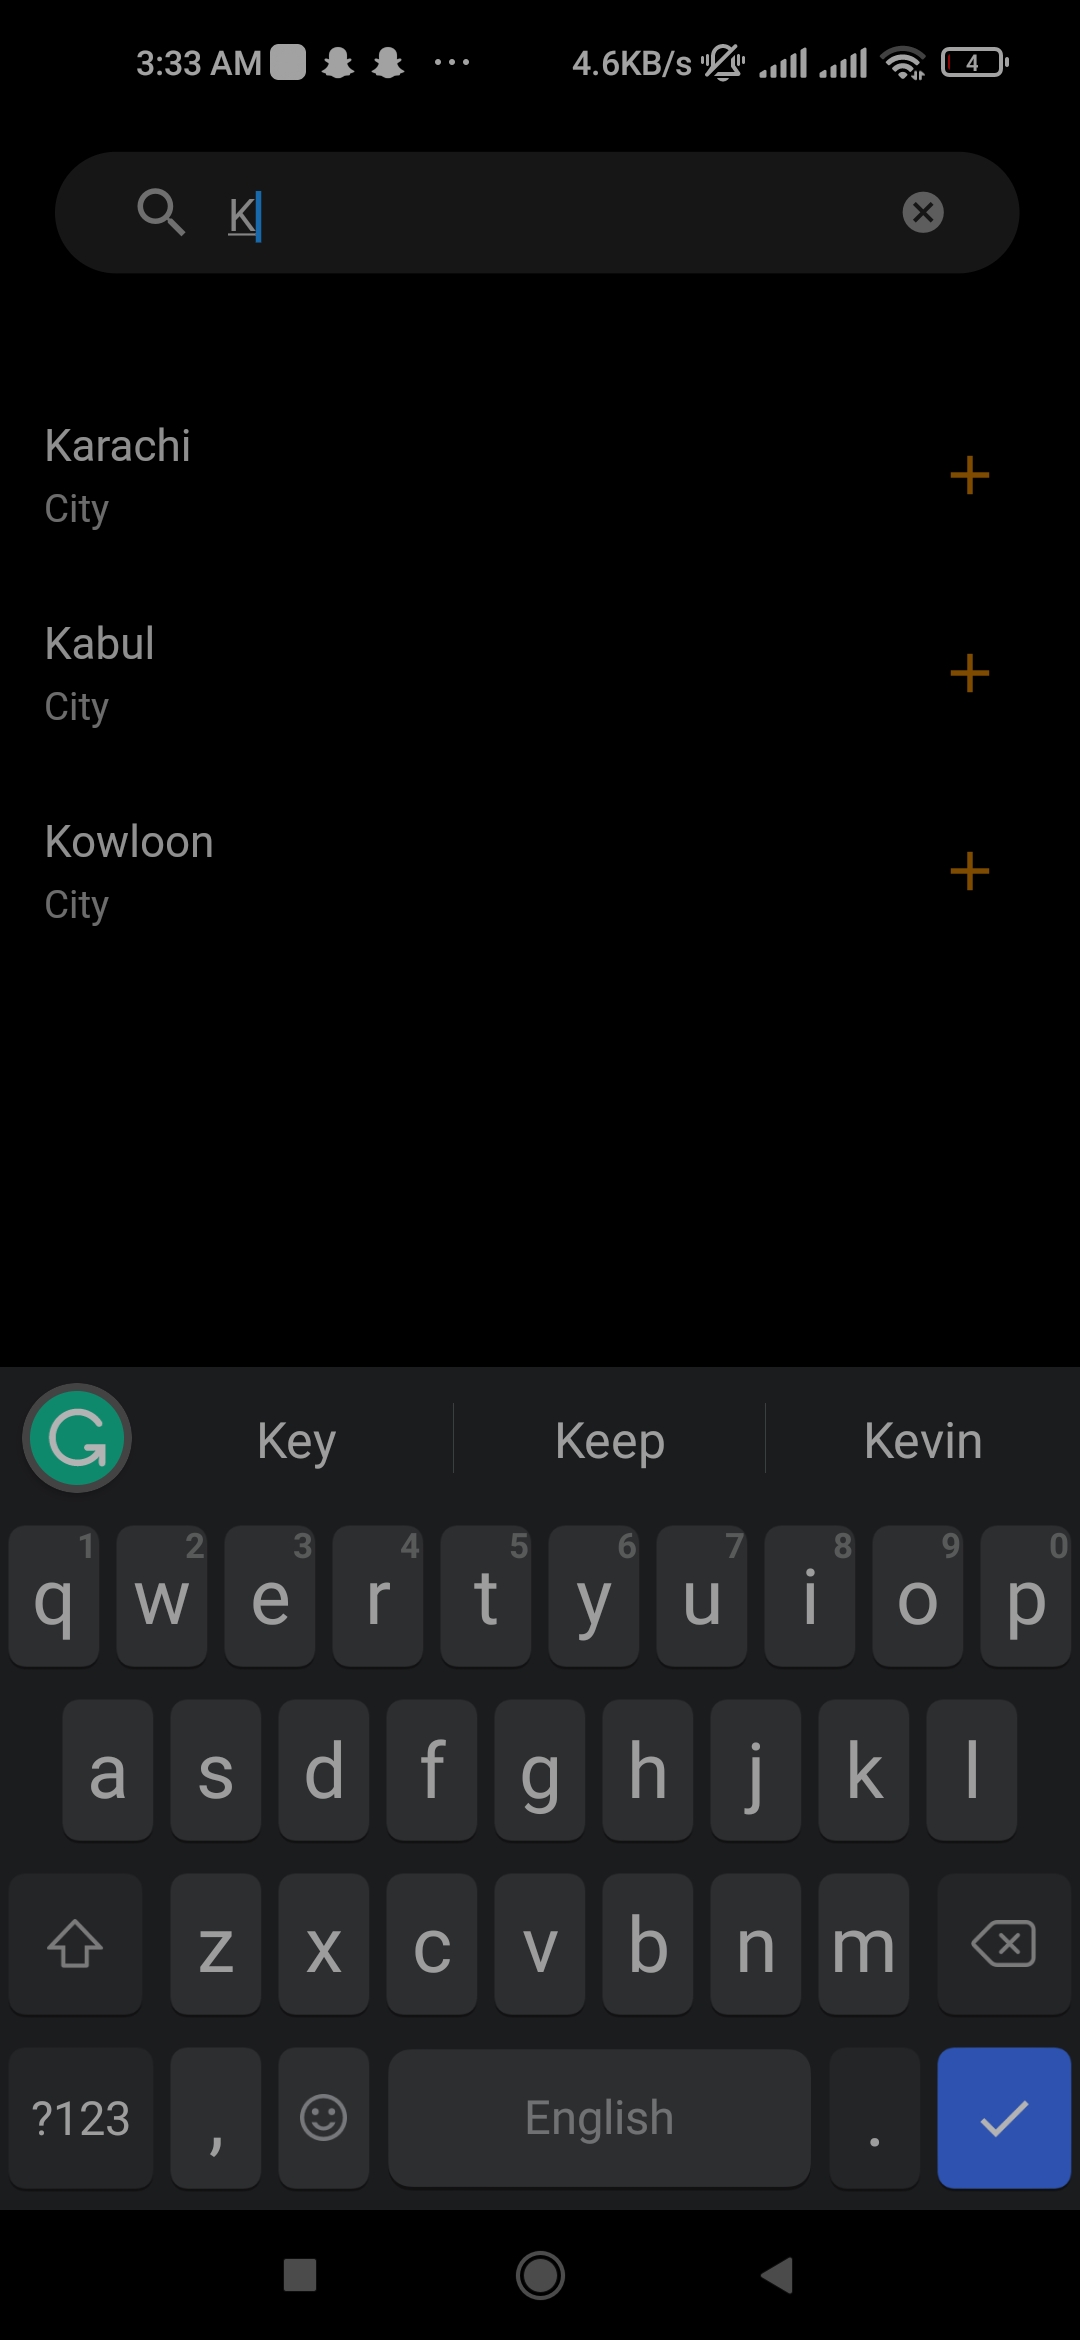 3:33 AM 4.6KB/s 4
K
Karachi
City
Kabul
City
Kowloon
City
Key Keep Kevin
1 2 3 4 5 6 7 8 9 0
q w e r t y u i o p
a s d f g h j k l
z x c v b n m
?123 , English .